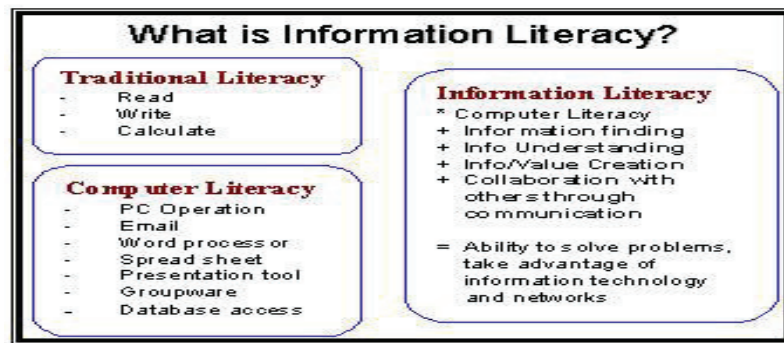 What is Information Literacy?
Traditional Literacy
- Read
- Write
- Calculate
Computer Literacy
- PC Operation
- Email
- Word processor
- Spread sheet
- Presentation tool
- Groupware
- Database access
Information Literacy
* Computer Literacy
+ Information finding
+ Info Understanding
+ Info/Value Creation
+ Collaboration with
others through
communication
= Ability to solve problems,
take advantage of
information technology
and networks